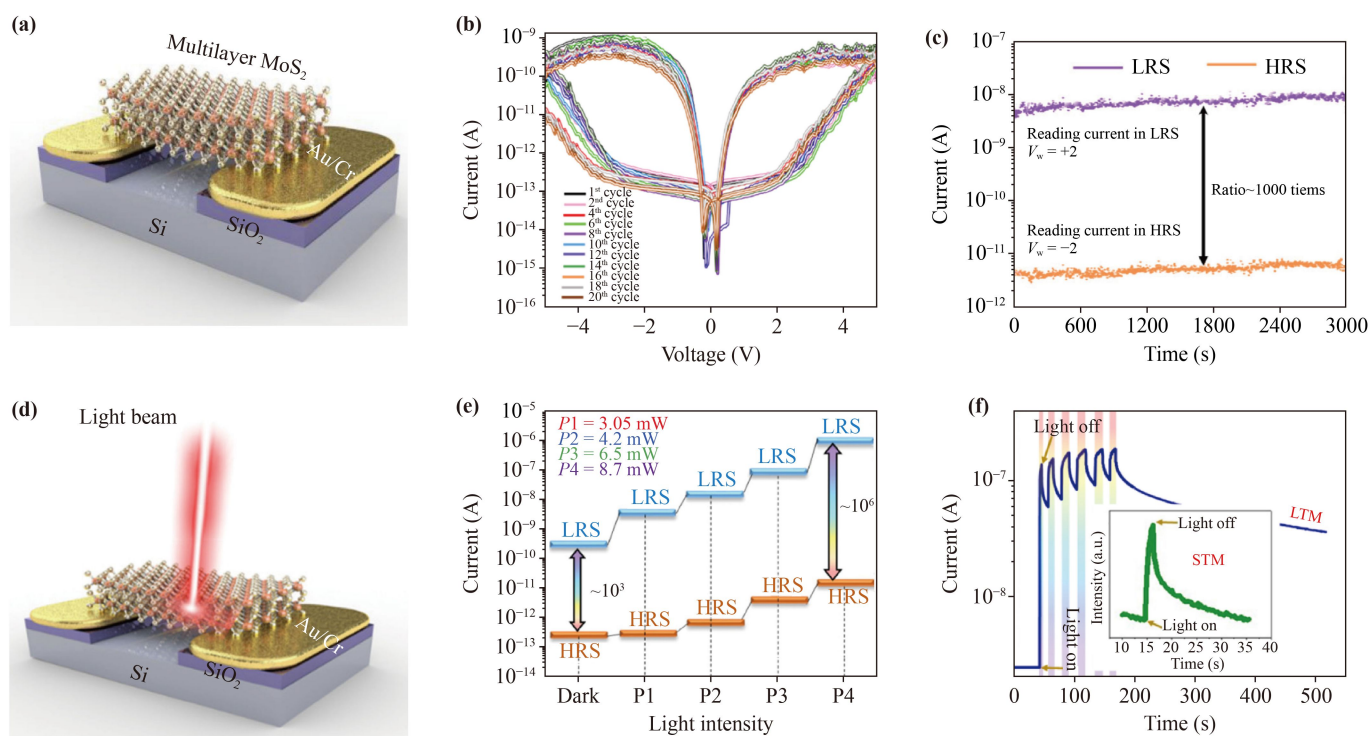 (a)
Multilayer MoS₂
Au/Cr
Si
SiO₂
(b)
Current (A)
10⁻⁹
10⁻¹⁰
10⁻¹¹
10⁻¹²
10⁻¹³
10⁻¹⁴
10⁻¹⁵
10⁻¹⁶
1ˢᵗ cycle
2ⁿᵈ cycle
4ᵗʰ cycle
6ᵗʰ cycle
8ᵗʰ cycle
10ᵗʰ cycle
12ᵗʰ cycle
14ᵗʰ cycle
16ᵗʰ cycle
18ᵗʰ cycle
20ᵗʰ cycle
−4 −2 0 2 4
Voltage (V)
(c)
Current (A)
10⁻⁷
10⁻⁸
10⁻⁹
10⁻¹⁰
10⁻¹¹
10⁻¹²
LRS HRS
Reading current in LRS
V_w = +2
Ratio~1000 tiems
Reading current in HRS
V_w = −2
0 600 1200 1800 2400 3000
Time (s)
(d)
Light beam
Au/Cr
Si
SiO₂
(e)
Current (A)
10⁻⁵
10⁻⁶
10⁻⁷
10⁻⁸
10⁻⁹
10⁻¹⁰
10⁻¹¹
10⁻¹²
10⁻¹³
10⁻¹⁴
P1 = 3.05 mW
P2 = 4.2 mW
P3 = 6.5 mW
P4 = 8.7 mW
LRS
LRS
LRS
LRS
LRS
~10³
~10⁶
HRS
HRS
HRS
HRS
HRS
Dark P1 P2 P3 P4
Light intensity
(f)
Current (A)
10⁻⁷
10⁻⁸
Light off
Light on
LTM
Intensity (a.u.)
Light off
STM
Light on
10 15 20 25 30 35 40
Time (s)
0 100 200 300 400 500
Time (s)